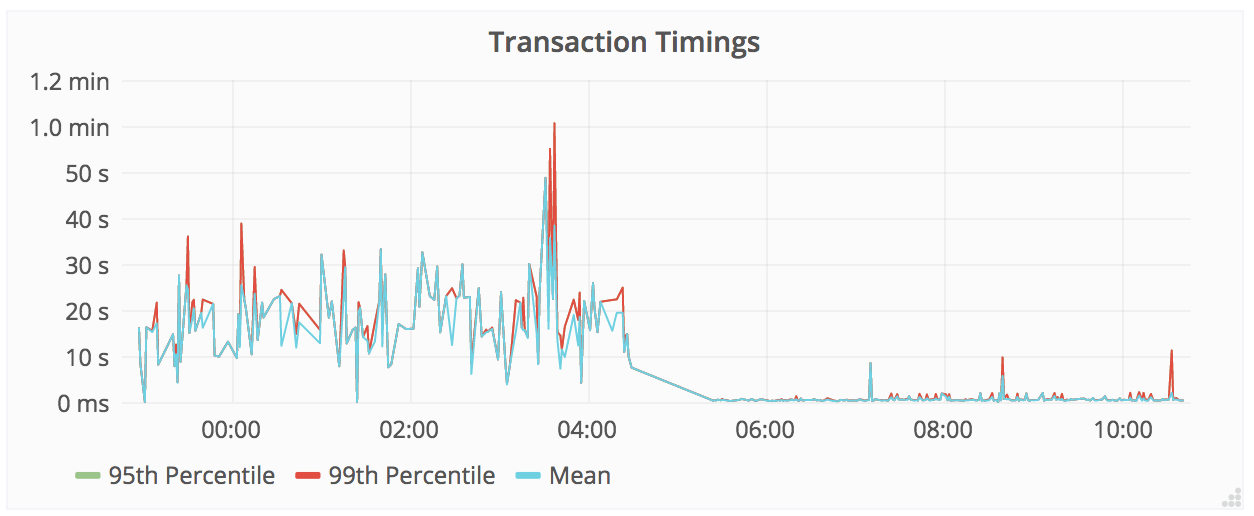 Transaction Timings
1.2 min
1.0 min
50 s
40 s
30 s
20 s
10 s
0 ms
00:00 02:00 04:00 06:00 08:00 10:00
95th Percentile 99th Percentile Mean